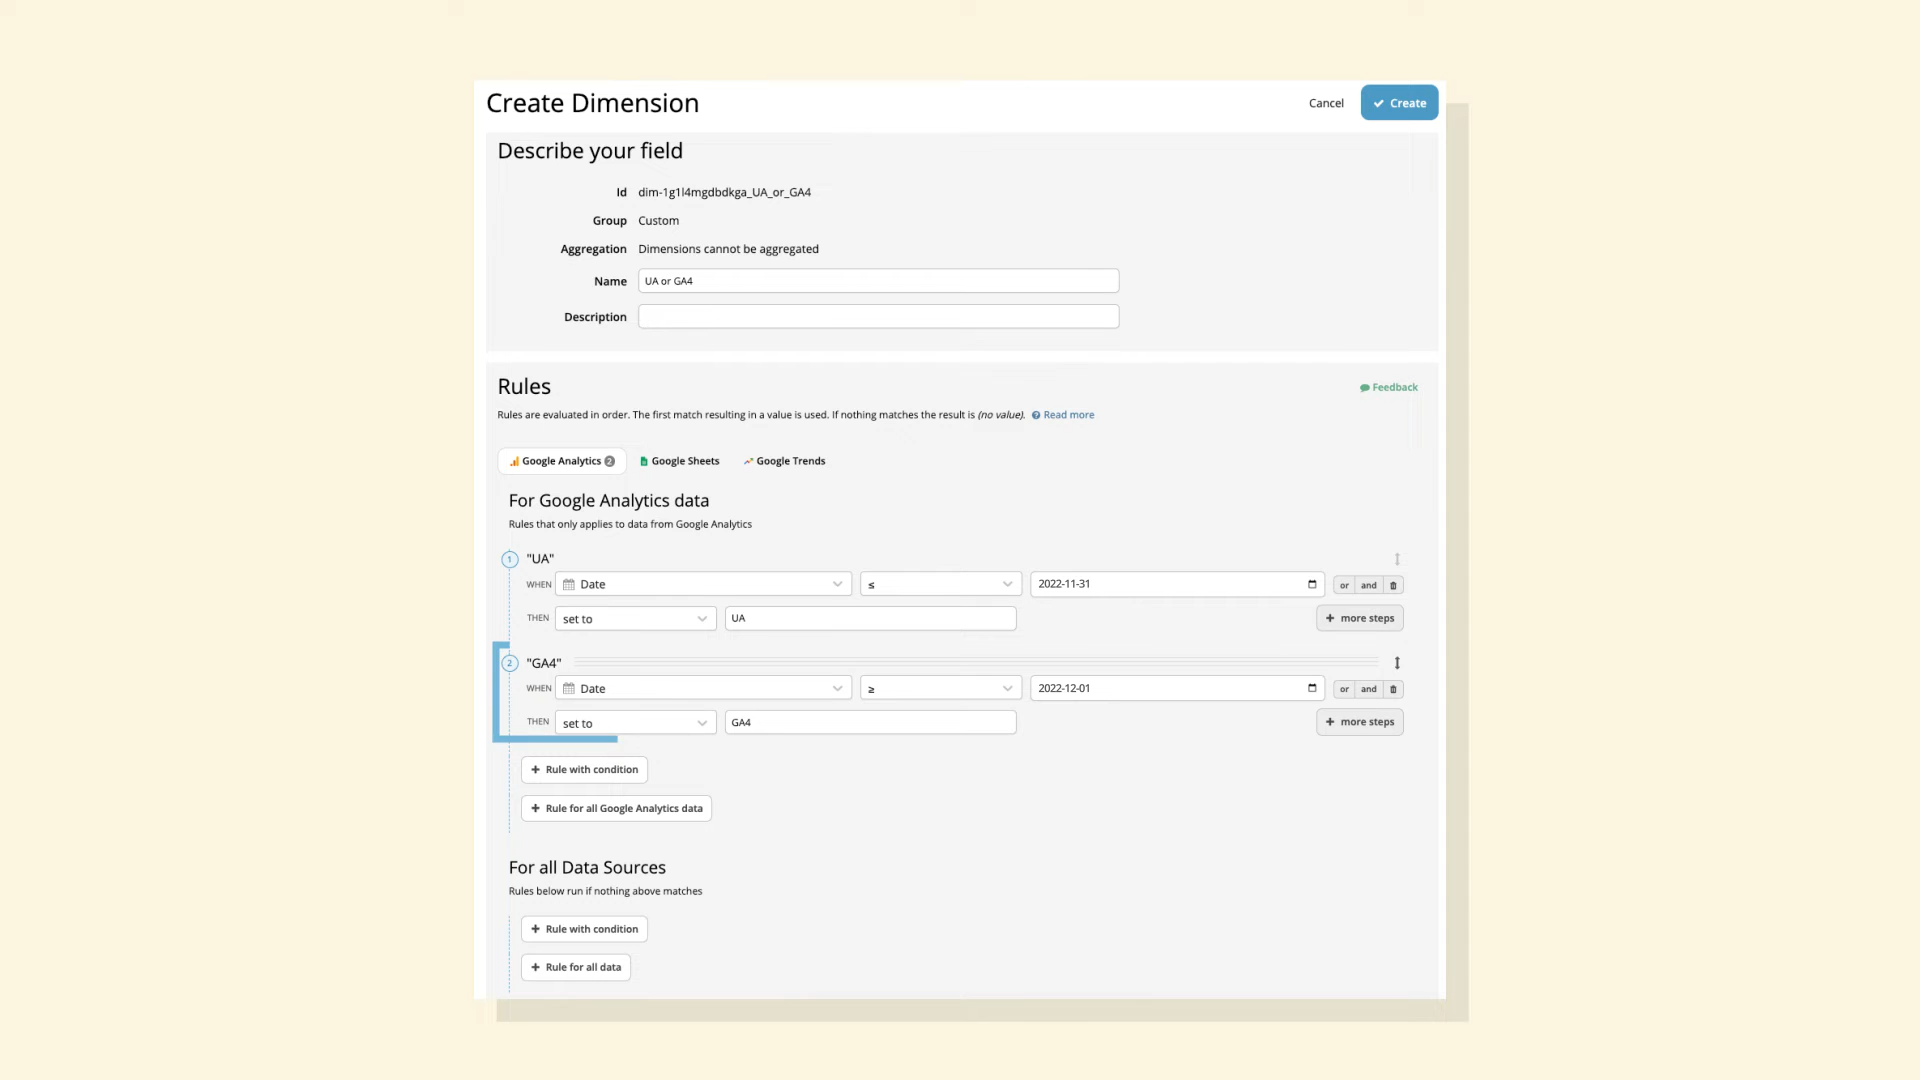 Create Dimension
Cancel
Create
Describe your field
Id dim-1g1l4mgdbdkga_UA_or_GA4
Group Custom
Aggregation Dimensions cannot be aggregated
Name UA or GA4
Description
Rules
Feedback
Rules are evaluated in order. The first match resulting in a value is used. If nothing matches the result is (no value). Read more
Google Analytics 2 Google Sheets Google Trends
For Google Analytics data
Rules that only applies to data from Google Analytics
1 "UA"
WHEN Date ≤ 2022-11-31 or and
THEN set to UA + more steps
2 "GA4"
WHEN Date ≥ 2022-12-01 or and
THEN set to GA4 + more steps
+ Rule with condition
+ Rule for all Google Analytics data
For all Data Sources
Rules below run if nothing above matches
+ Rule with condition
+ Rule for all data